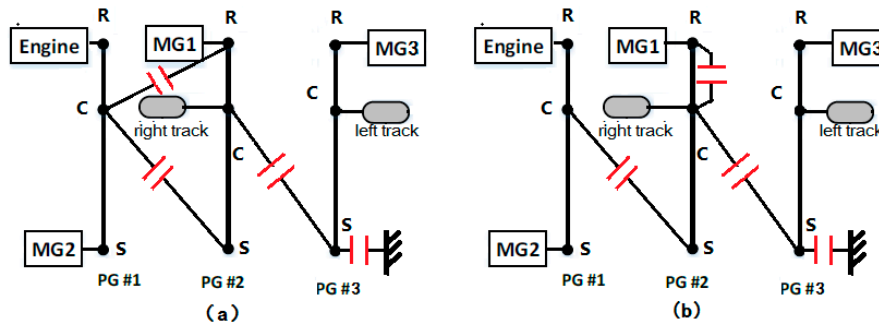 R R R
Engine MG1 MG3
C C
right track left track
C
S
MG2 S S
PG #1 PG #2 PG #3
(a)
R R R
Engine MG1 MG3
C C
right track left track
C
S
MG2 S S
PG #1 PG #2 PG #3
(b)